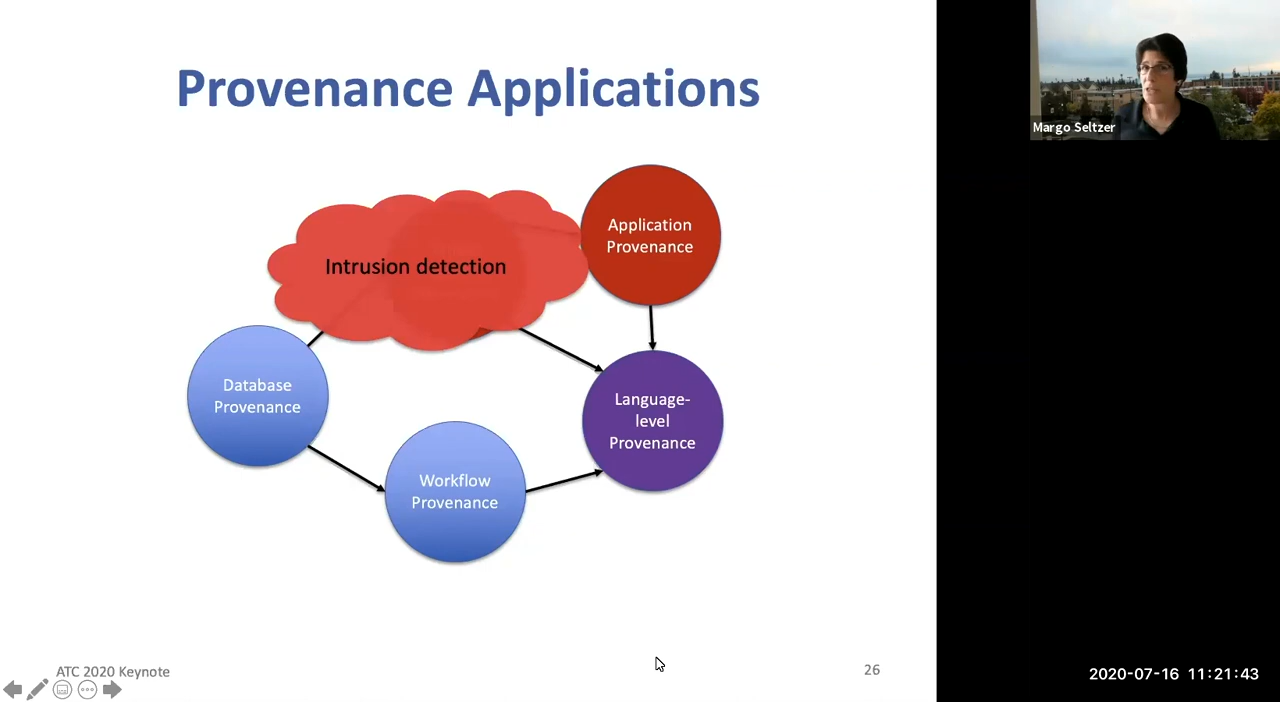 Provenance Applications
Margo Seltzer
Application
Provenance
Intrusion detection
Database
Provenance
Language-
level
Provenance
Workflow
Provenance
ATC 2020 Keynote
26
2020-07-16 11:21:43